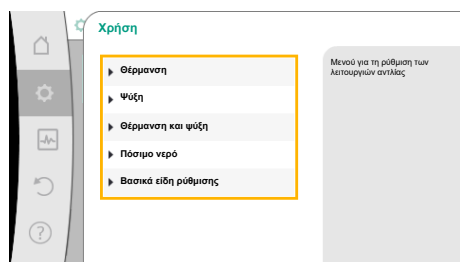 Χρήση
Θέρμανση
Ψύξη
Θέρμανση και ψύξη
Πόσιμο νερό
Βασικά είδη ρύθμισης
Μενού για τη ρύθμιση των
λειτουργιών αντλίας
?